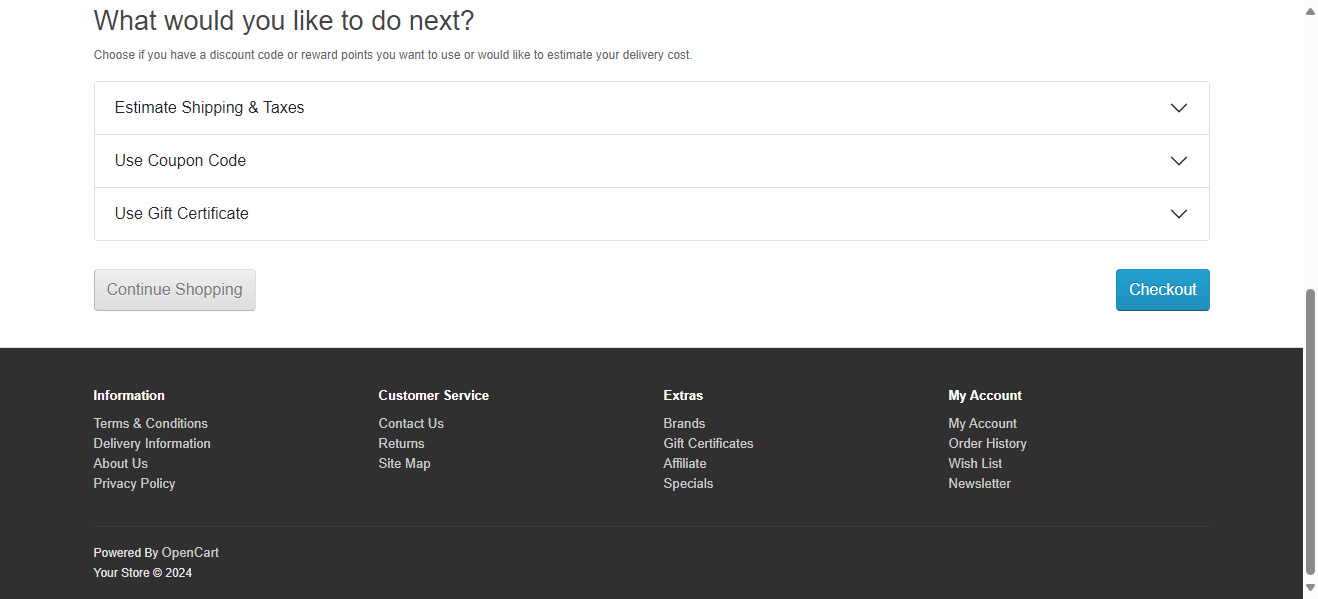 What would you like to do next?
Choose if you have a discount code or reward points you want to use or would like to estimate your delivery cost.
Estimate Shipping & Taxes
Use Coupon Code
Use Gift Certificate
Continue Shopping
Checkout
Information
Terms & Conditions
Delivery Information
About Us
Privacy Policy
Customer Service
Contact Us
Returns
Site Map
Extras
Brands
Gift Certificates
Affiliate
Specials
My Account
My Account
Order History
Wish List
Newsletter
Powered By OpenCart
Your Store © 2024